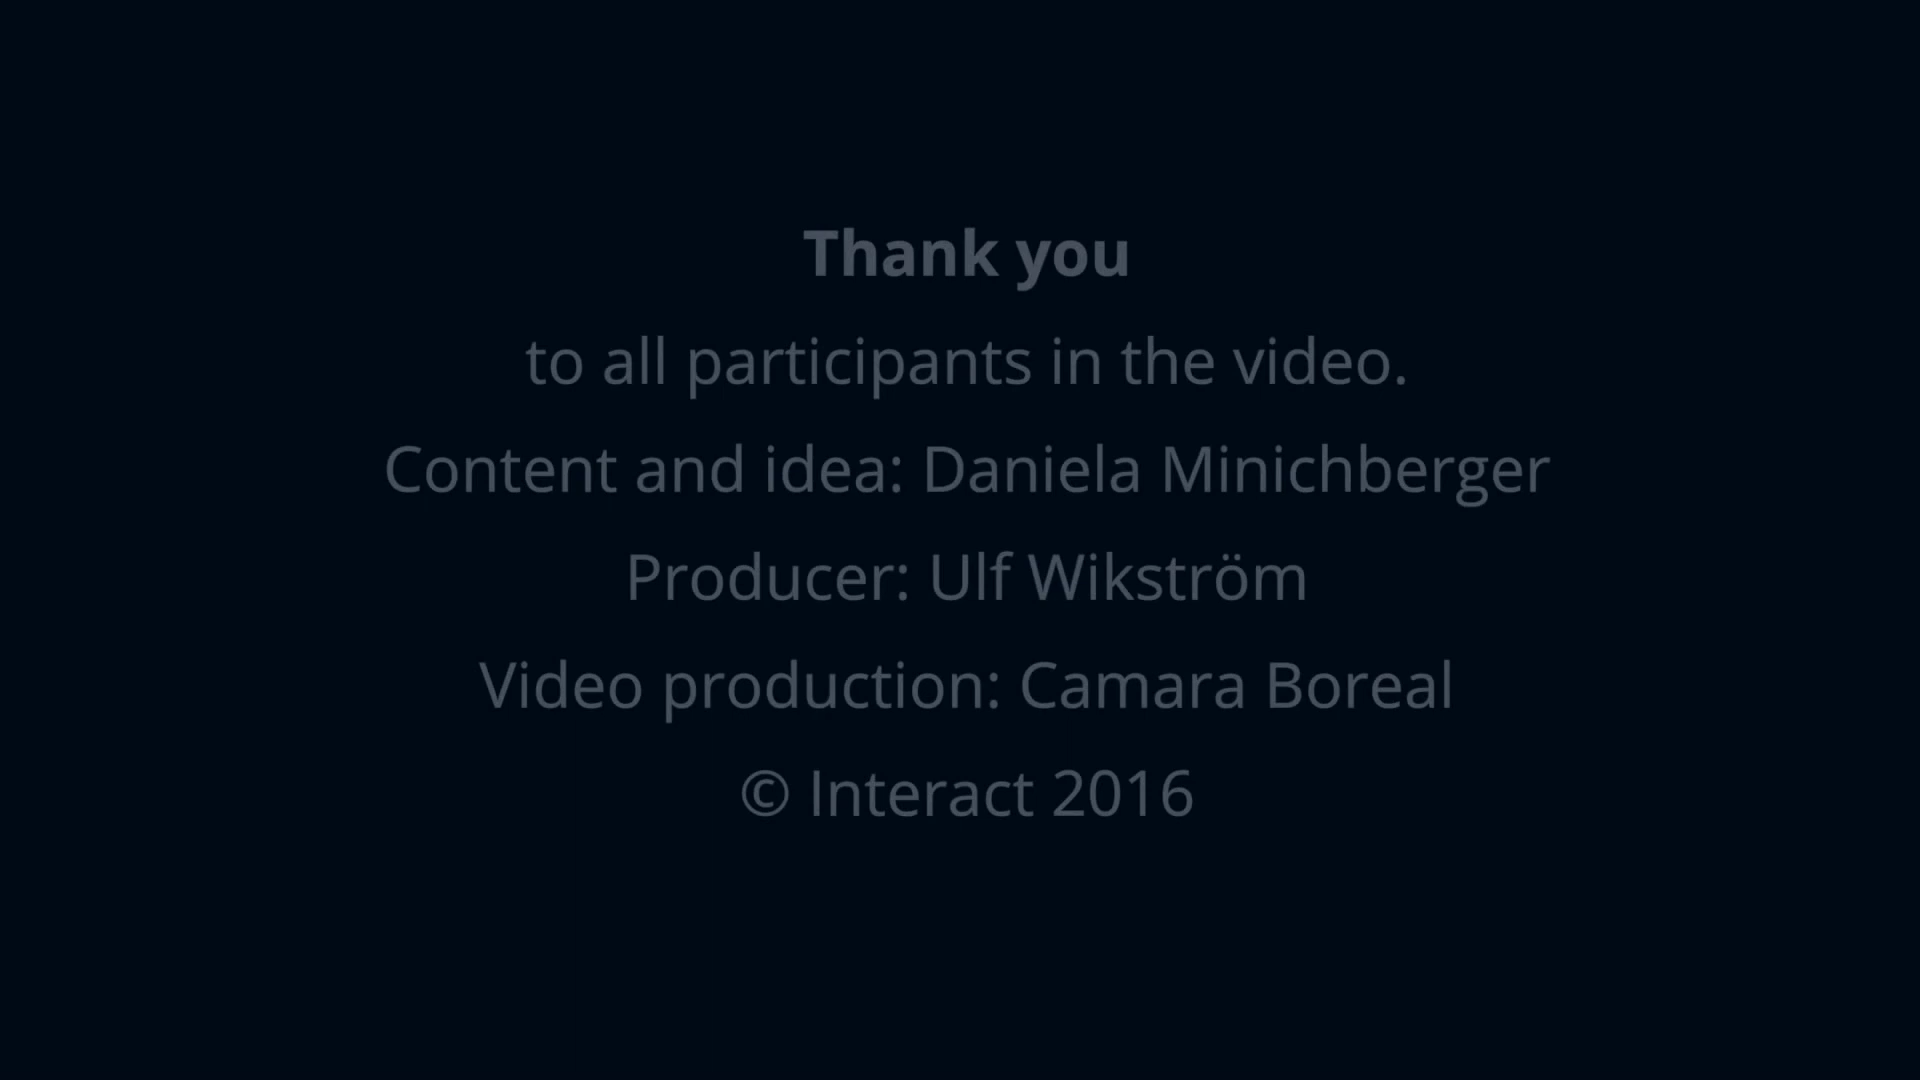 Thank you
to all participants in the video.
Content and idea: Daniela Minichberger
Producer: Ulf Wikström
Video production: Camara Boreal
© Interact 2016